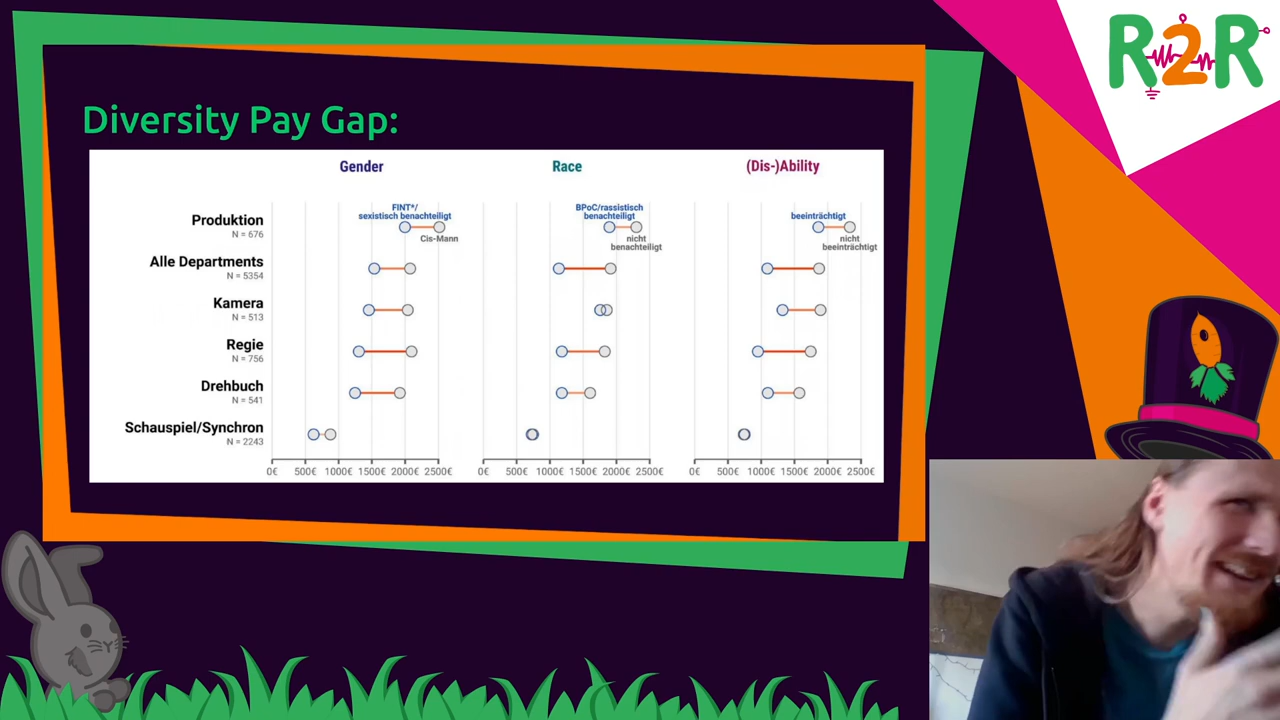 R2R
Diversity Pay Gap:
Gender
Race
(Dis-)Ability
FINT*/
sexistisch benachteiligt
Cis-Mann
BPoC/rassistisch
benachteiligt
nicht
benachteiligt
beeinträchtigt
nicht
beeinträchtigt
Produktion
N = 676
Alle Departments
N = 5354
Kamera
N = 513
Regie
N = 756
Drehbuch
N = 541
Schauspiel/Synchron
N = 2243
0€ 500€ 1000€ 1500€ 2000€ 2500€
0€ 500€ 1000€ 1500€ 2000€ 2500€
0€ 500€ 1000€ 1500€ 2000€ 2500€